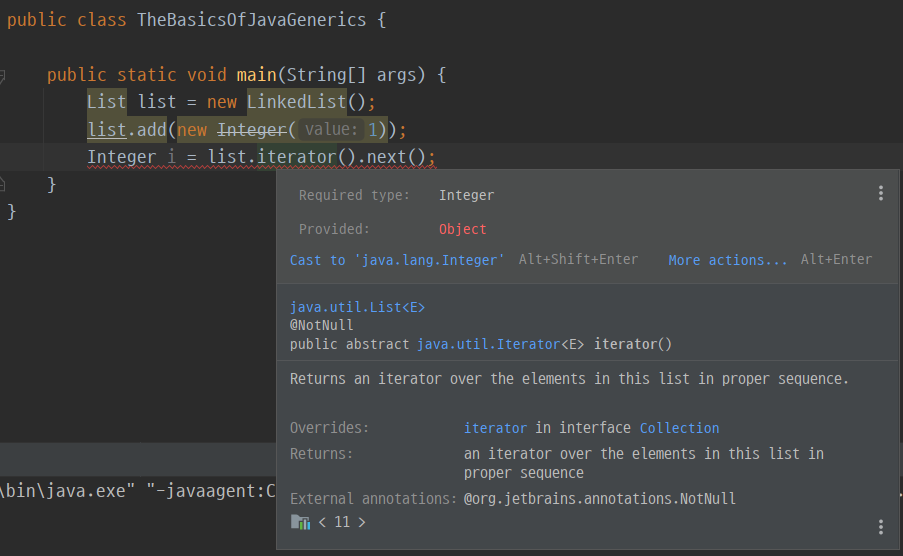 public class TheBasicsOfJavaGenerics {
public static void main(String[] args) {
List list = new LinkedList();
list.add(new Integer( value: 1));
Integer i = list.iterator().next();
}
}
Required type: Integer
Provided: Object
Cast to 'java.lang.Integer' Alt+Shift+Enter More actions... Alt+Enter
java.util.List<E>
@NotNull
public abstract java.util.Iterator<E> iterator()
Returns an iterator over the elements in this list in proper sequence.
Overrides: iterator in interface Collection
Returns: an iterator over the elements in this list in
proper sequence
External annotations: @org.jetbrains.annotations.NotNull
< 11 >
\bin\java.exe" "-javaagent:C